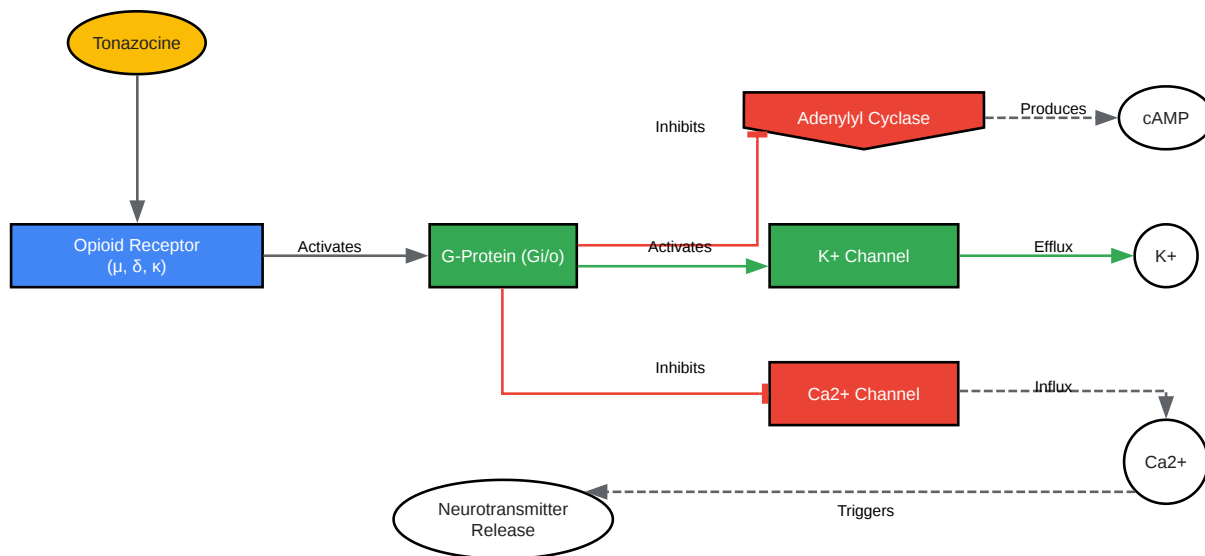 Tonazocine
Inhibits
Adenylyl Cyclase
Produces
cAMP
Opioid Receptor
(μ, δ, κ)
Activates
G-Protein (Gi/o)
Activates
K+ Channel
Efflux
K+
Inhibits
Ca2+ Channel
Influx
Ca2+
Neurotransmitter
Release
Triggers